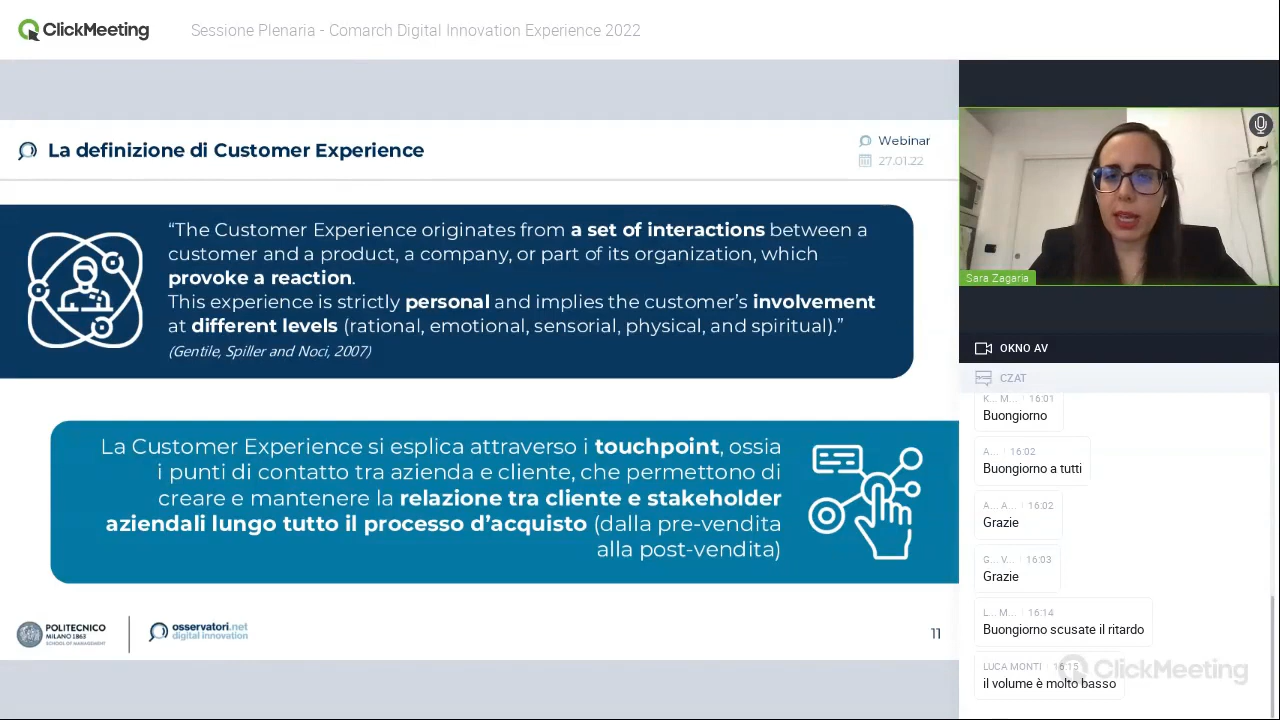 ClickMeeting
Sessione Plenaria - Comarch Digital Innovation Experience 2022
La definizione di Customer Experience
Webinar
27.01.22
“The Customer Experience originates from a set of interactions between a
customer and a product, a company, or part of its organization, which
provoke a reaction.
This experience is strictly personal and implies the customer’s involvement
at different levels (rational, emotional, sensorial, physical, and spiritual).”
(Gentile, Spiller and Noci, 2007)
La Customer Experience si esplica attraverso i touchpoint, ossia
i punti di contatto tra azienda e cliente, che permettono di
creare e mantenere la relazione tra cliente e stakeholder
aziendali lungo tutto il processo d’acquisto (dalla pre-vendita
alla post-vendita)
POLITECNICO
MILANO 1863
SCHOOL OF MANAGEMENT
osservatori.net
digital innovation
11
Sara Zagaria
OKNO AV
CZAT
K... M... 16:01
Buongiorno
A... 16:02
Buongiorno a tutti
A... A... 16:02
Grazie
G... V... 16:03
Grazie
L... M... 16:14
Buongiorno scusate il ritardo
LUCA MONTI 16:15
il volume è molto basso
ClickMeeting